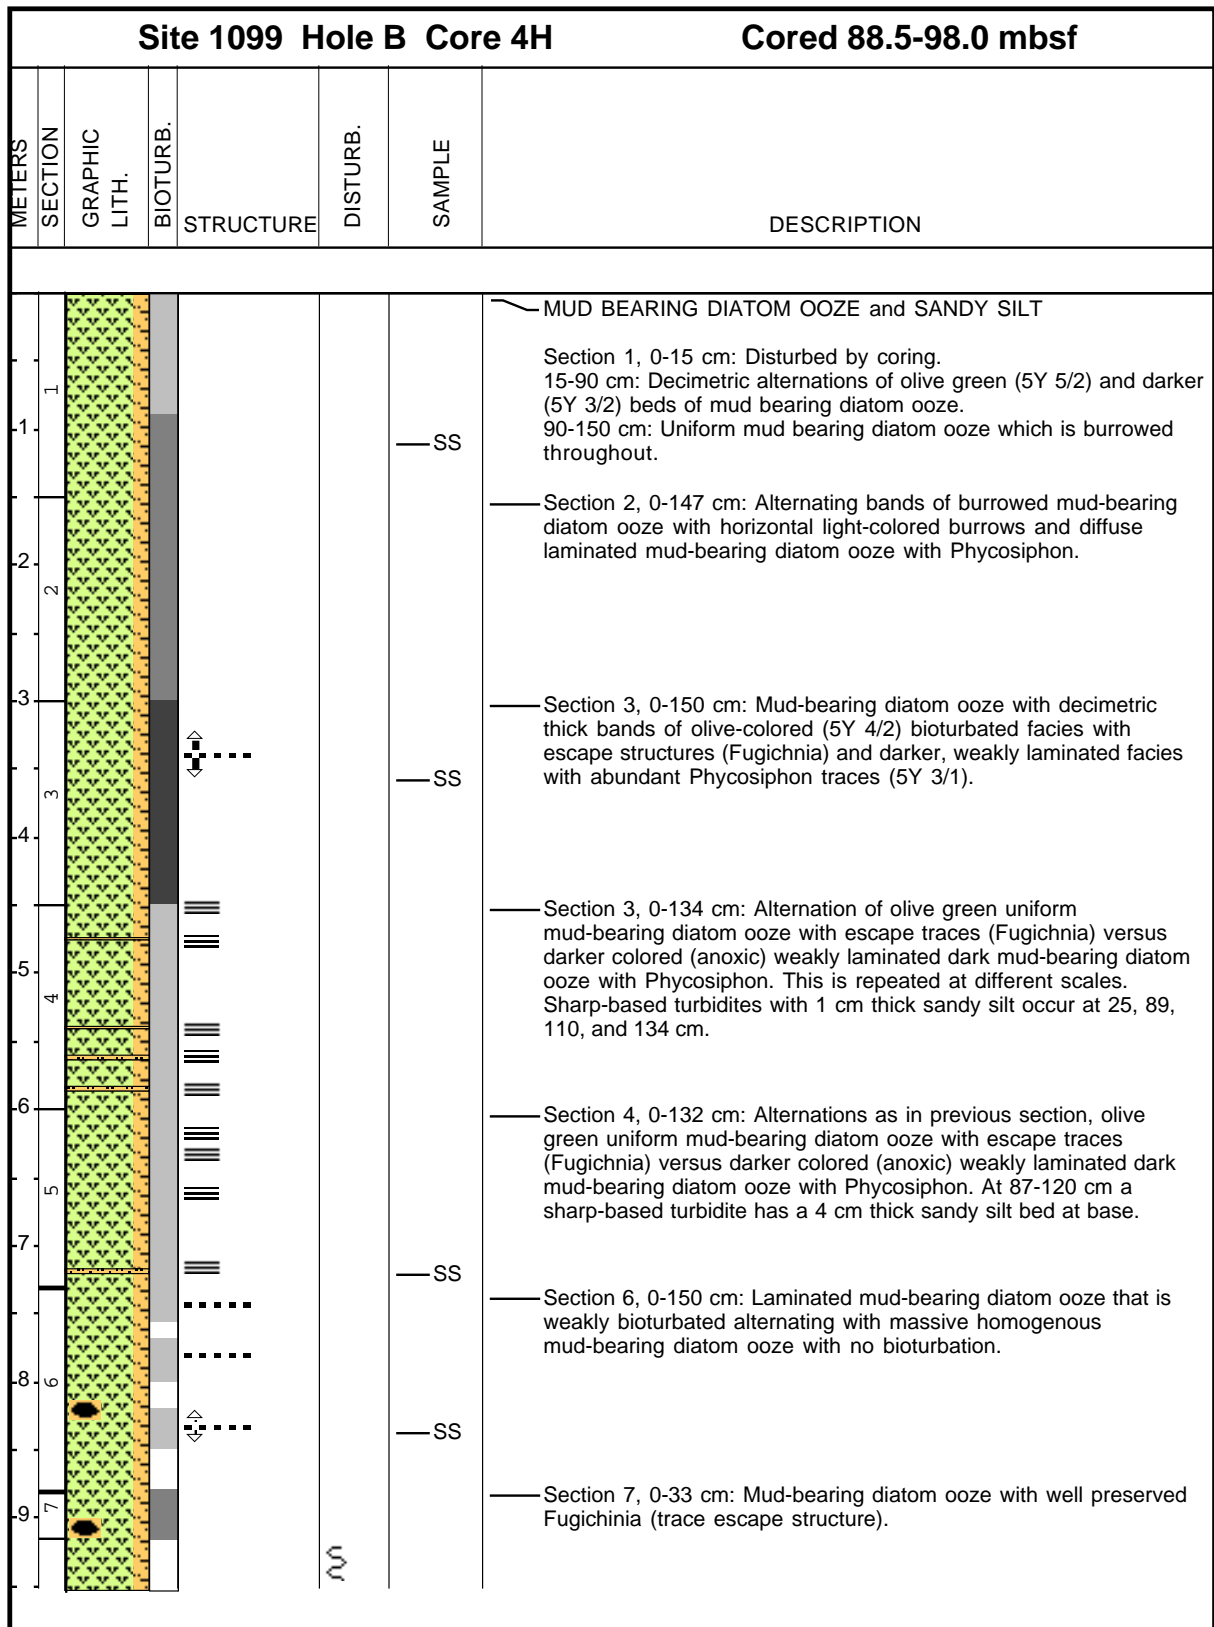 Site 1099 Hole B Core 4H Cored 88.5-98.0 mbsf
METERS
SECTION
GRAPHIC
LITH.
BIOTURB.
STRUCTURE
DISTURB.
SAMPLE
DESCRIPTION
MUD BEARING DIATOM OOZE and SANDY SILT
Section 1, 0-15 cm: Disturbed by coring.
15-90 cm: Decimetric alternations of olive green (5Y 5/2) and darker
(5Y 3/2) beds of mud bearing diatom ooze.
90-150 cm: Uniform mud bearing diatom ooze which is burrowed
throughout.
Section 2, 0-147 cm: Alternating bands of burrowed mud-bearing
diatom ooze with horizontal light-colored burrows and diffuse
laminated mud-bearing diatom ooze with Phycosiphon.
Section 3, 0-150 cm: Mud-bearing diatom ooze with decimetric
thick bands of olive-colored (5Y 4/2) bioturbated facies with
escape structures (Fugichnia) and darker, weakly laminated facies
with abundant Phycosiphon traces (5Y 3/1).
Section 3, 0-134 cm: Alternation of olive green uniform
mud-bearing diatom ooze with escape traces (Fugichnia) versus
darker colored (anoxic) weakly laminated dark mud-bearing diatom
ooze with Phycosiphon. This is repeated at different scales.
Sharp-based turbidites with 1 cm thick sandy silt occur at 25, 89,
110, and 134 cm.
Section 4, 0-132 cm: Alternations as in previous section, olive
green uniform mud-bearing diatom ooze with escape traces
(Fugichnia) versus darker colored (anoxic) weakly laminated dark
mud-bearing diatom ooze with Phycosiphon. At 87-120 cm a
sharp-based turbidite has a 4 cm thick sandy silt bed at base.
Section 6, 0-150 cm: Laminated mud-bearing diatom ooze that is
weakly bioturbated alternating with massive homogenous
mud-bearing diatom ooze with no bioturbation.
Section 7, 0-33 cm: Mud-bearing diatom ooze with well preserved
Fugichinia (trace escape structure).
1
2
3
4
5
6
7
8
9
1
2
3
4
5
6
7
SS
SS
SS
SS